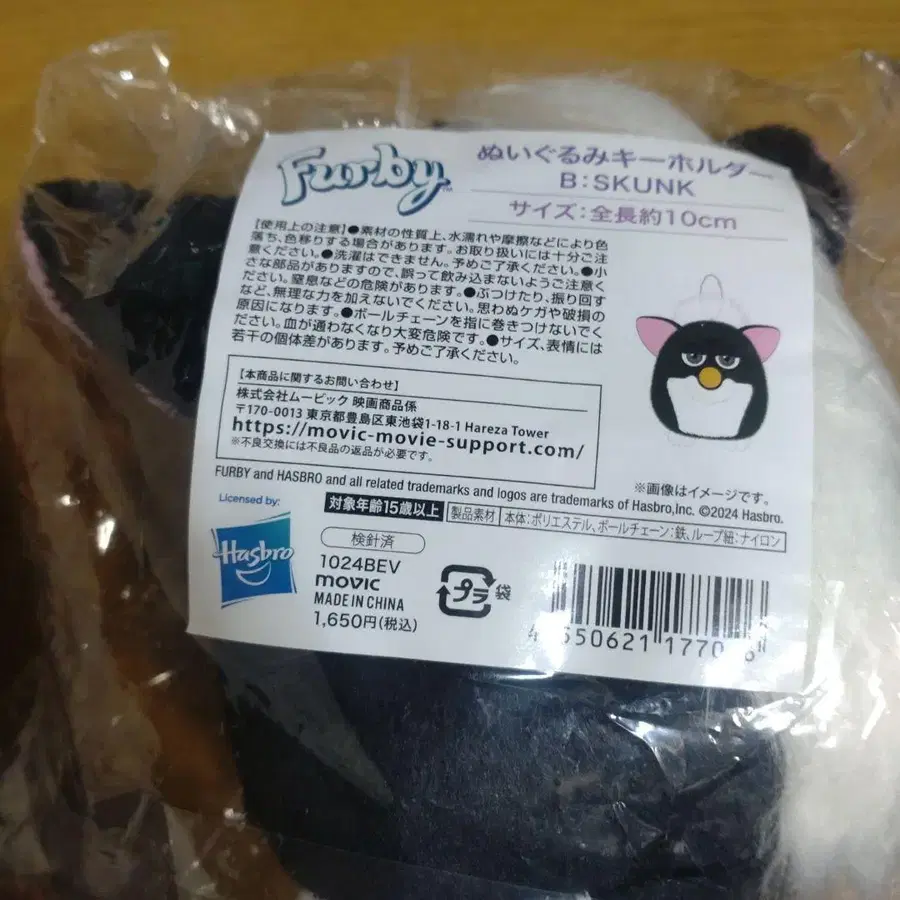 Furby
ぬいぐるみキーホルダー
B:SKUNK
サイズ:全長約10cm
【使用上の注意】●素材の性質上、水濡れや摩擦などにより色
落ち、色移りする場合があります。お取り扱いには十分ご注
意ください。●洗濯はできません。予めご了承ください。●小
さな部品がありますので、誤って飲み込まないようご注意く
ださい。窒息などの危険があります。●ぶつけたり、振り回す
など、無理な力を加えないでください。思わぬケガや破損の
原因になります。●ボールチェーンを指に巻きつけないでく
ださい。血が通わなくなり大変危険です。●サイズ、表情には
若干の個体差があります。予めご了承ください。
【本商品に関するお問い合わせ】
株式会社ムービック 映画商品係
〒170-0013 東京都豊島区東池袋1-18-1 Hareza Tower
https://movic-movie-support.com/
※不良交換には不良品の返品が必要です。
※画像はイメージです。
FURBY and HASBRO and all related trademarks and logos are trademarks of Hasbro,Inc. ©2024 Hasbro.
Licensed by:
Hasbro
対象年齢15歳以上
製品素材 本体:ポリエステル、ボールチェーン:鉄、ループ紐:ナイロン
検針済
1024BEV
movic
MADE IN CHINA
1,650円(税込)
プラ 袋
550621 177